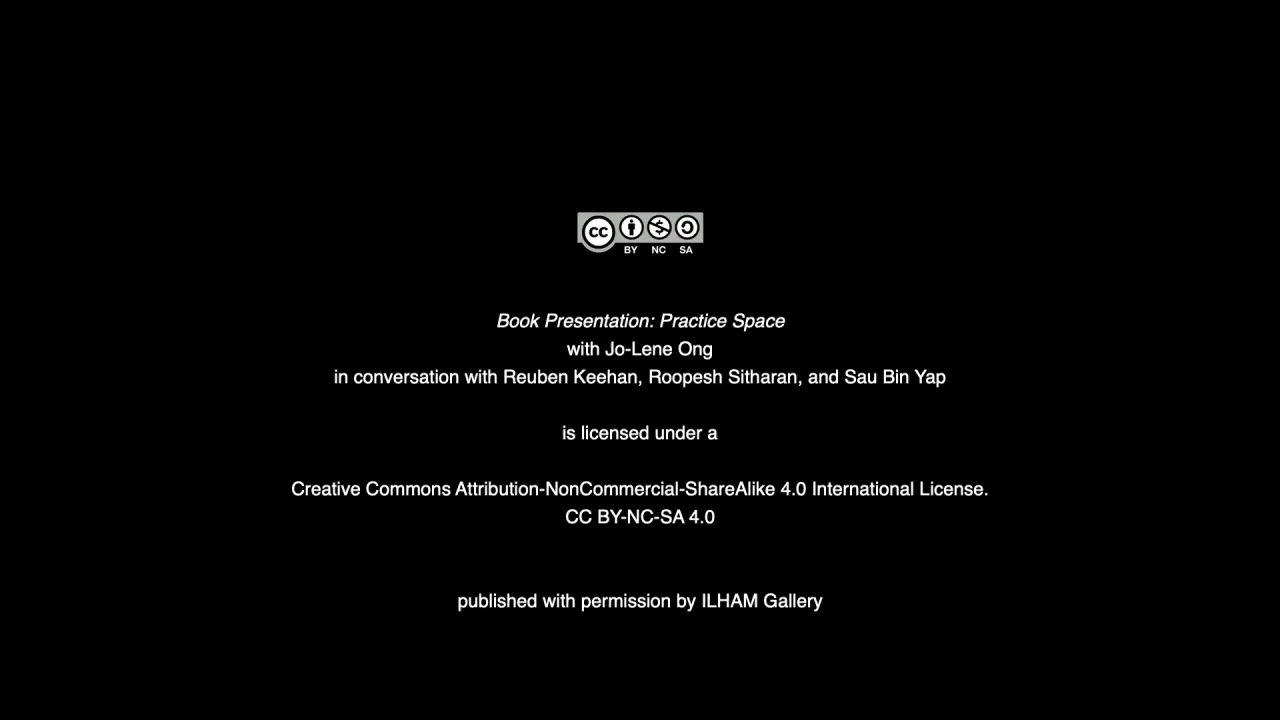 cc
BY NC SA
Book Presentation: Practice Space
with Jo-Lene Ong
in conversation with Reuben Keehan, Roopesh Sitharan, and Sau Bin Yap
is licensed under a
Creative Commons Attribution-NonCommercial-ShareAlike 4.0 International License.
CC BY-NC-SA 4.0
published with permission by ILHAM Gallery